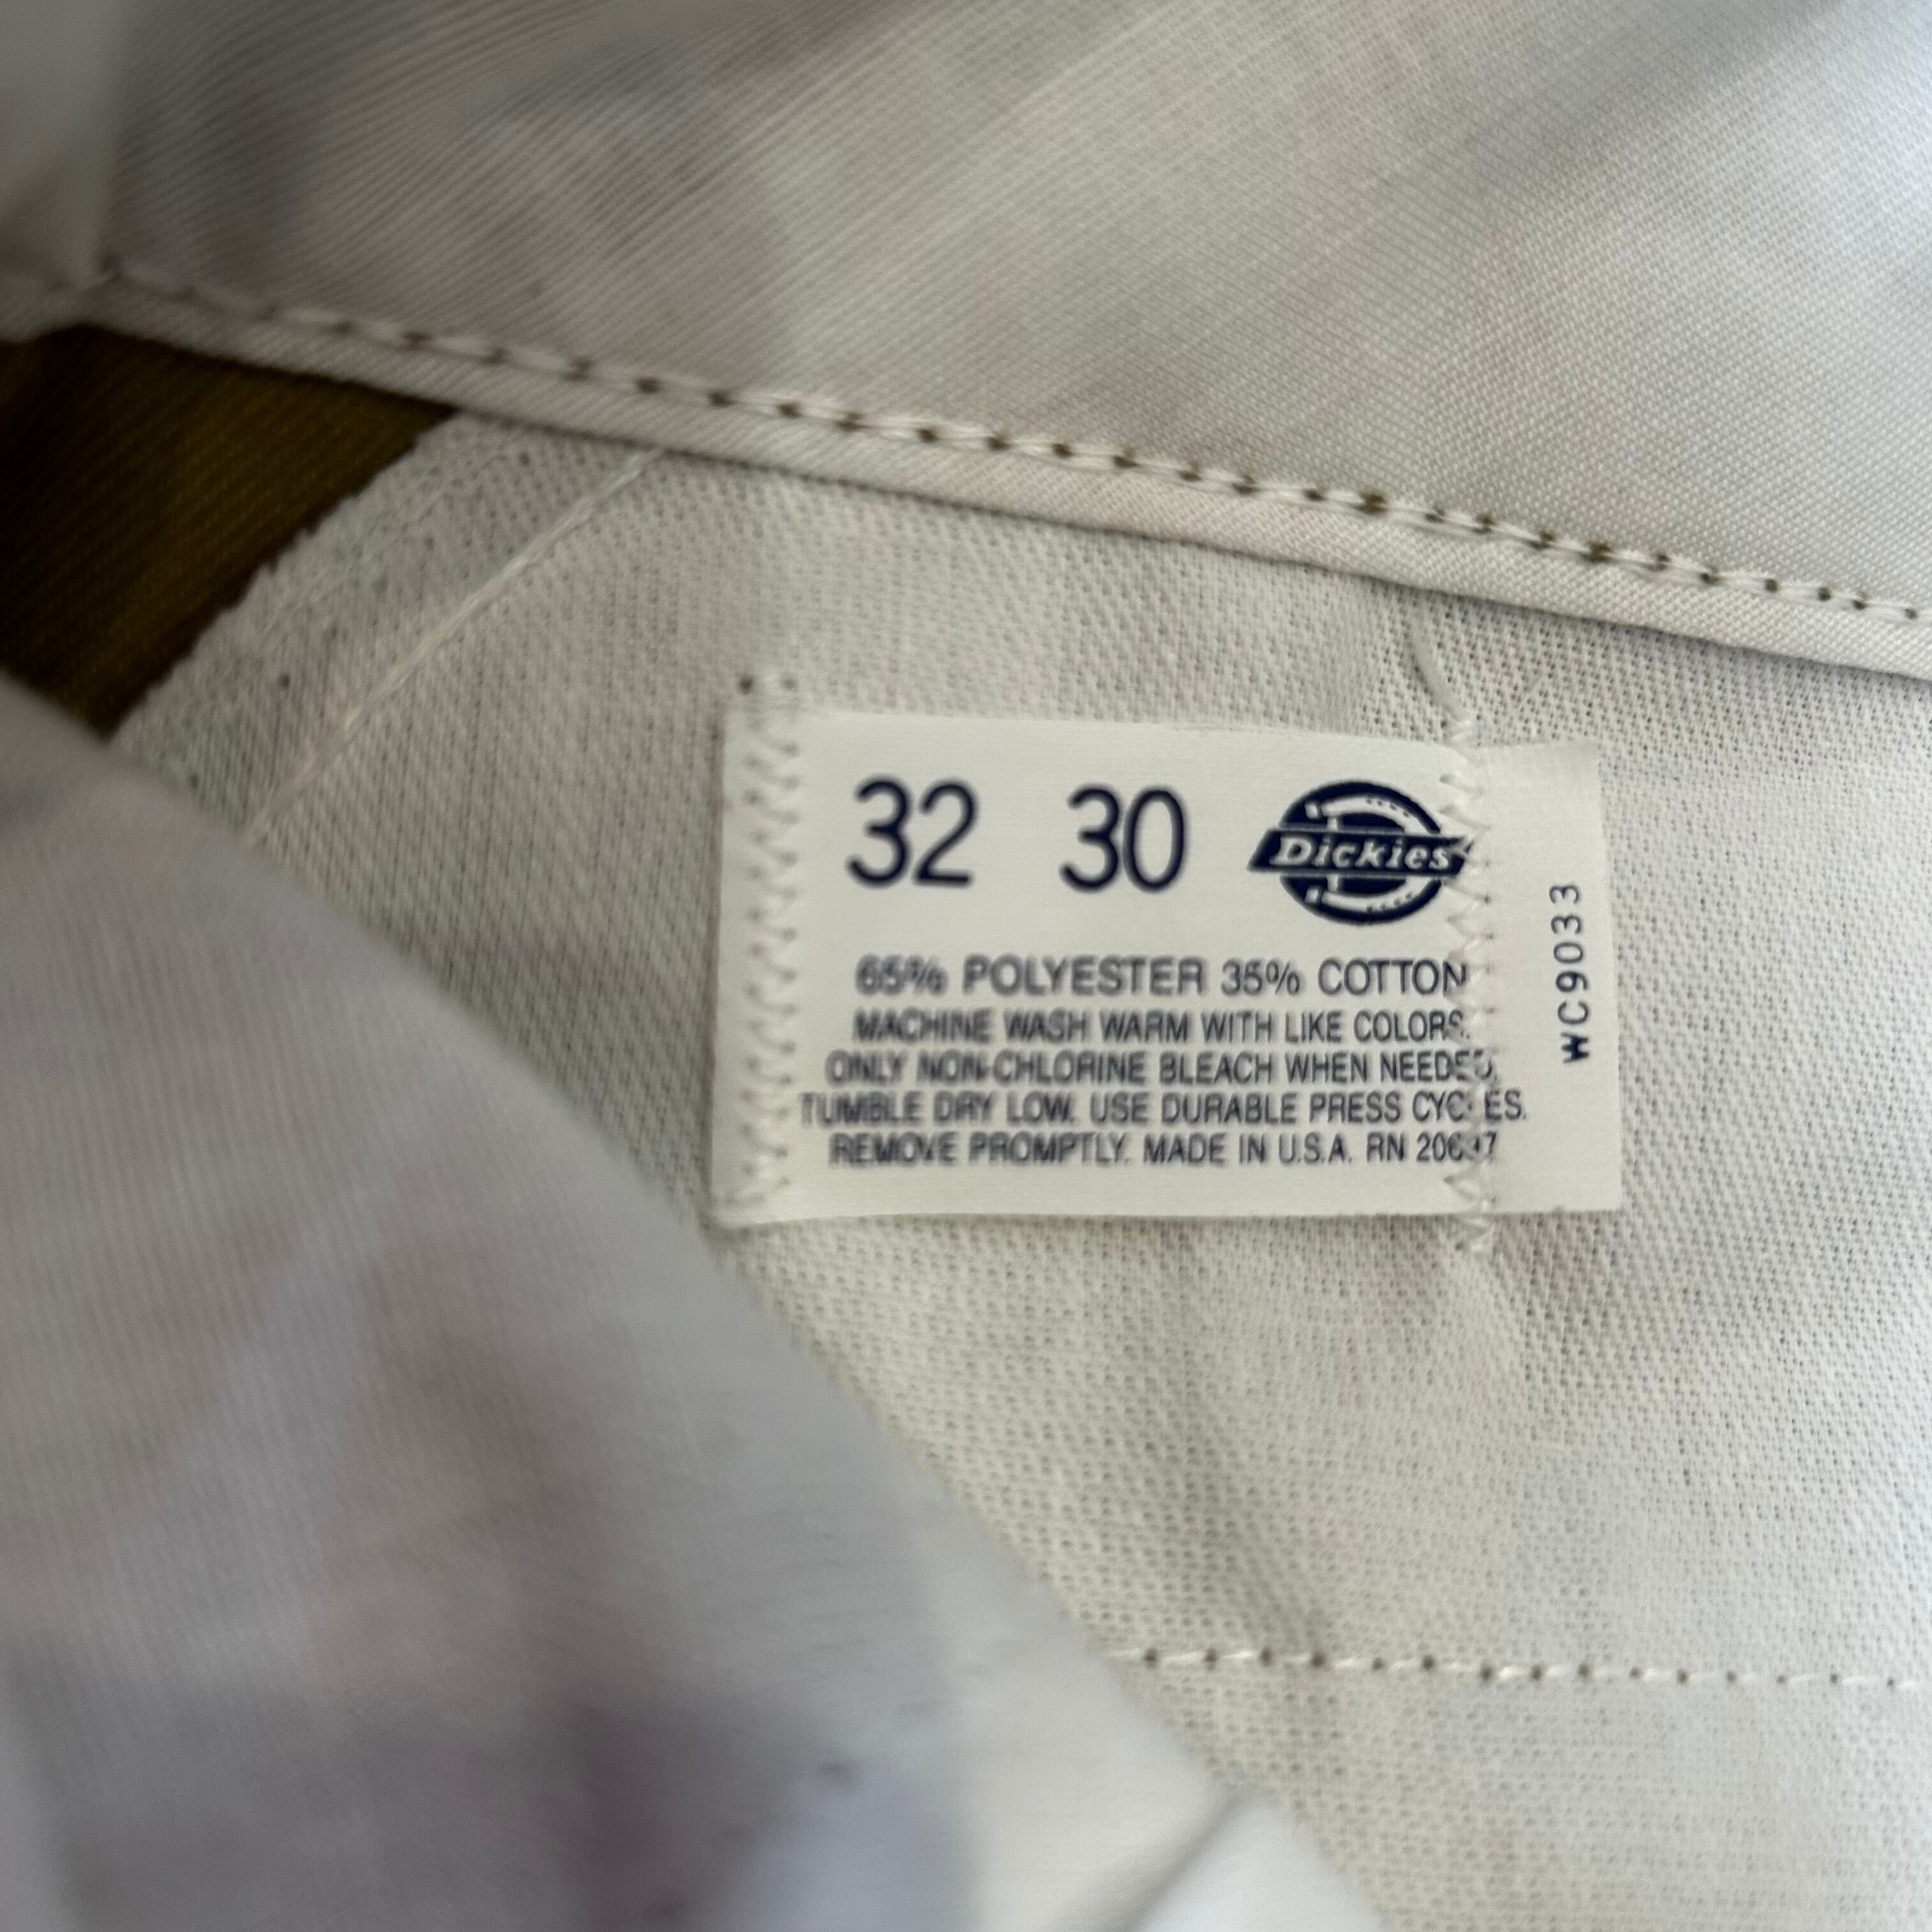 32 30 Dickies
65% POLYESTER 35% COTTON
MACHINE WASH WARM WITH LIKE COLORS.
ONLY NON-CHLORINE BLEACH WHEN NEEDED.
TUMBLE DRY LOW. USE DURABLE PRESS CYCLES.
REMOVE PROMPTLY. MADE IN U.S.A. RN
WC9033